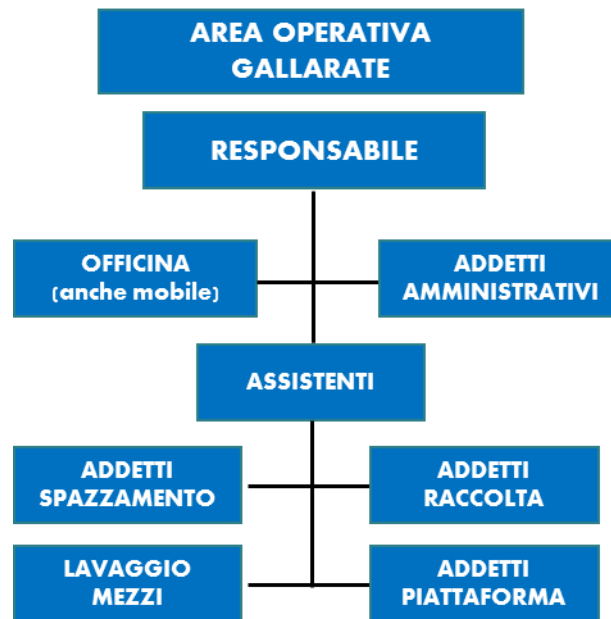 AREA OPERATIVA
GALLARATE
RESPONSABILE
OFFICINA
(anche mobile)
ADDETTI
AMMINISTRATIVI
ASSISTENTI
ADDETTI
SPAZZAMENTO
ADDETTI
RACCOLTA
LAVAGGIO
MEZZI
ADDETTI
PIATTAFORMA